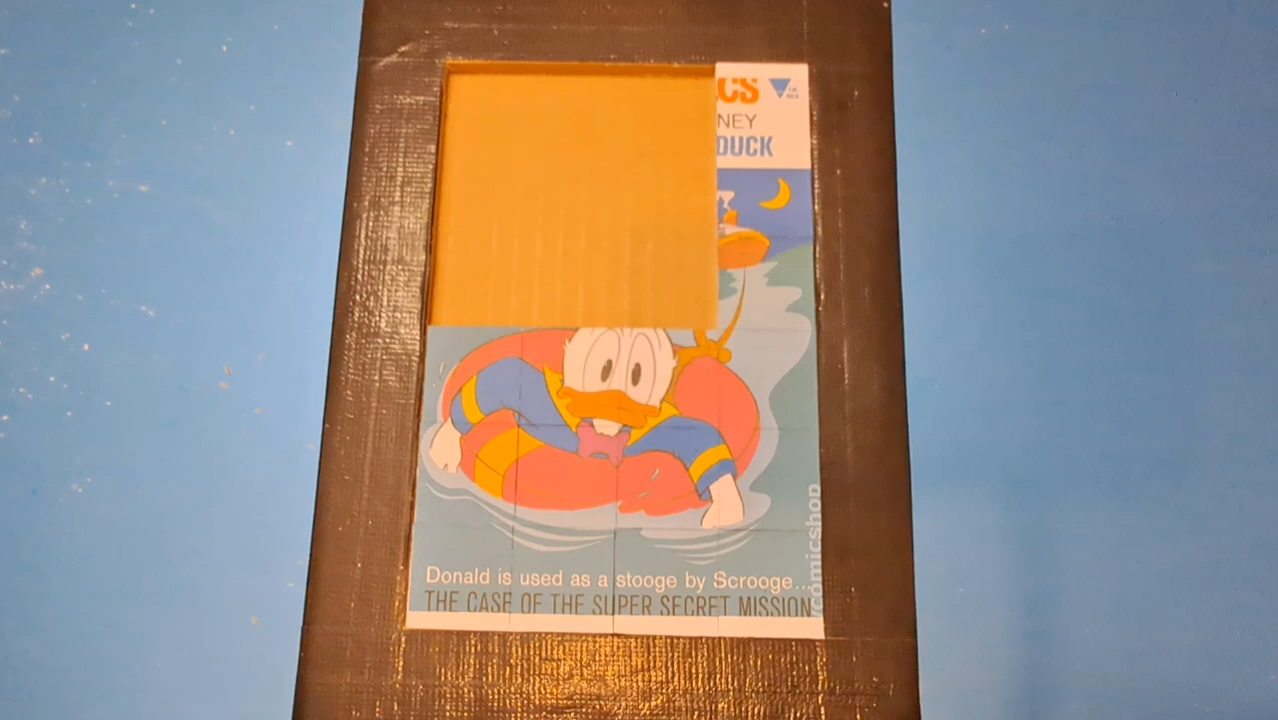 CS
NEY
DUCK
Donald is used as a stooge by Scrooge...
THE CASE OF THE SUPER SECRET MISSION
comicshop